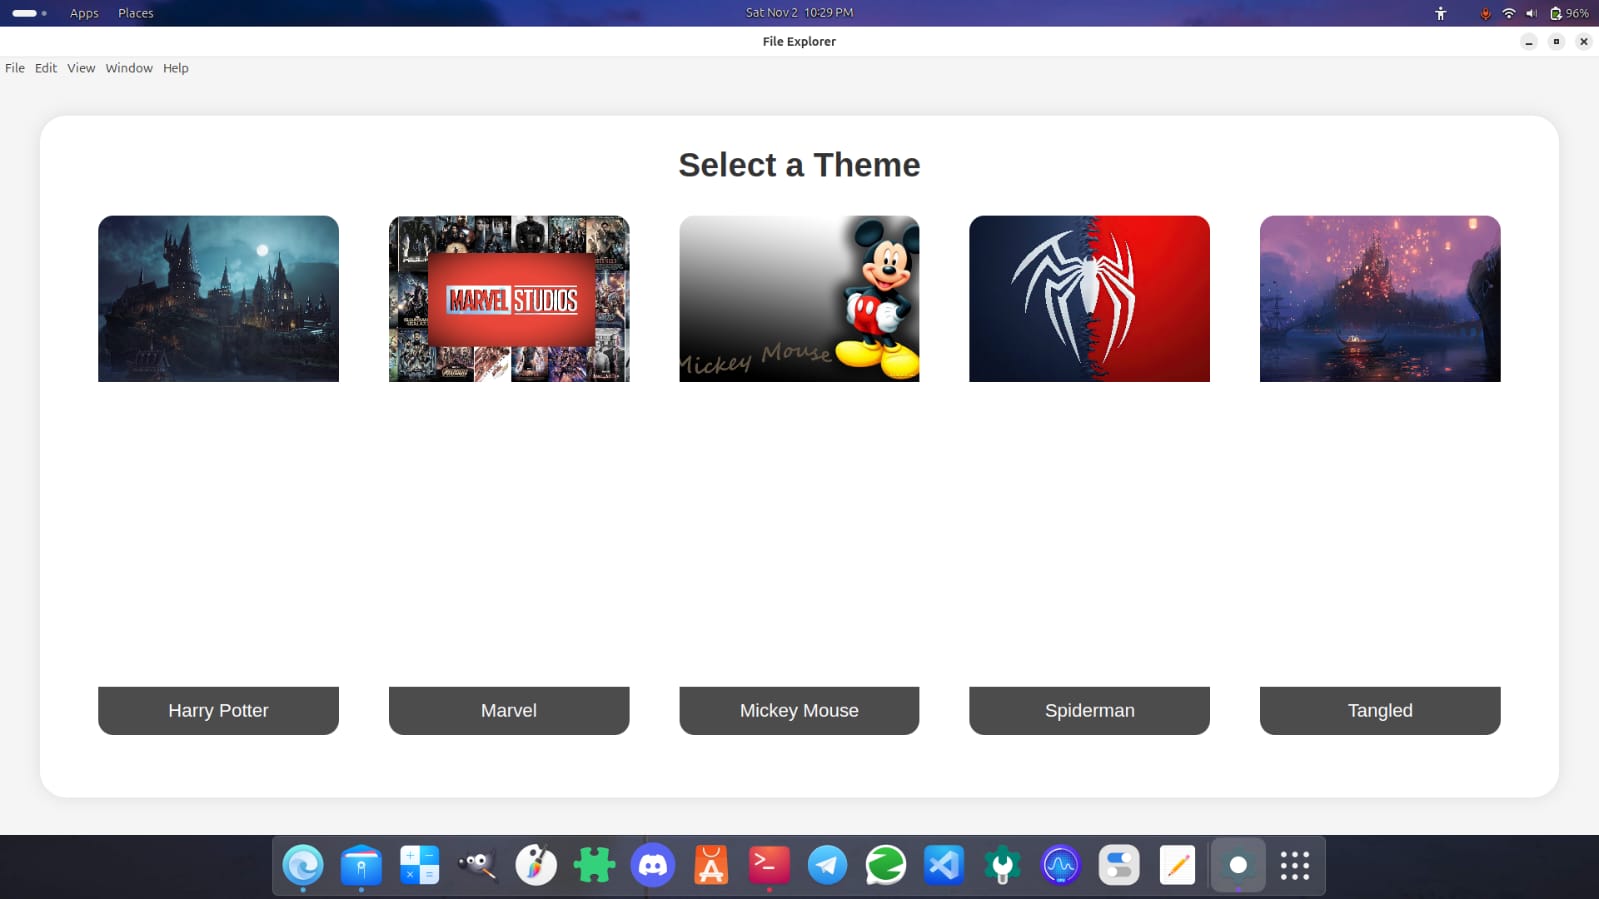 Apps Places Sat Nov 2 10:29 PM 96%
File Explorer
File Edit View Window Help
Select a Theme
MARVEL STUDIOS
Mickey Mouse
Harry Potter Marvel Mickey Mouse Spiderman Tangled